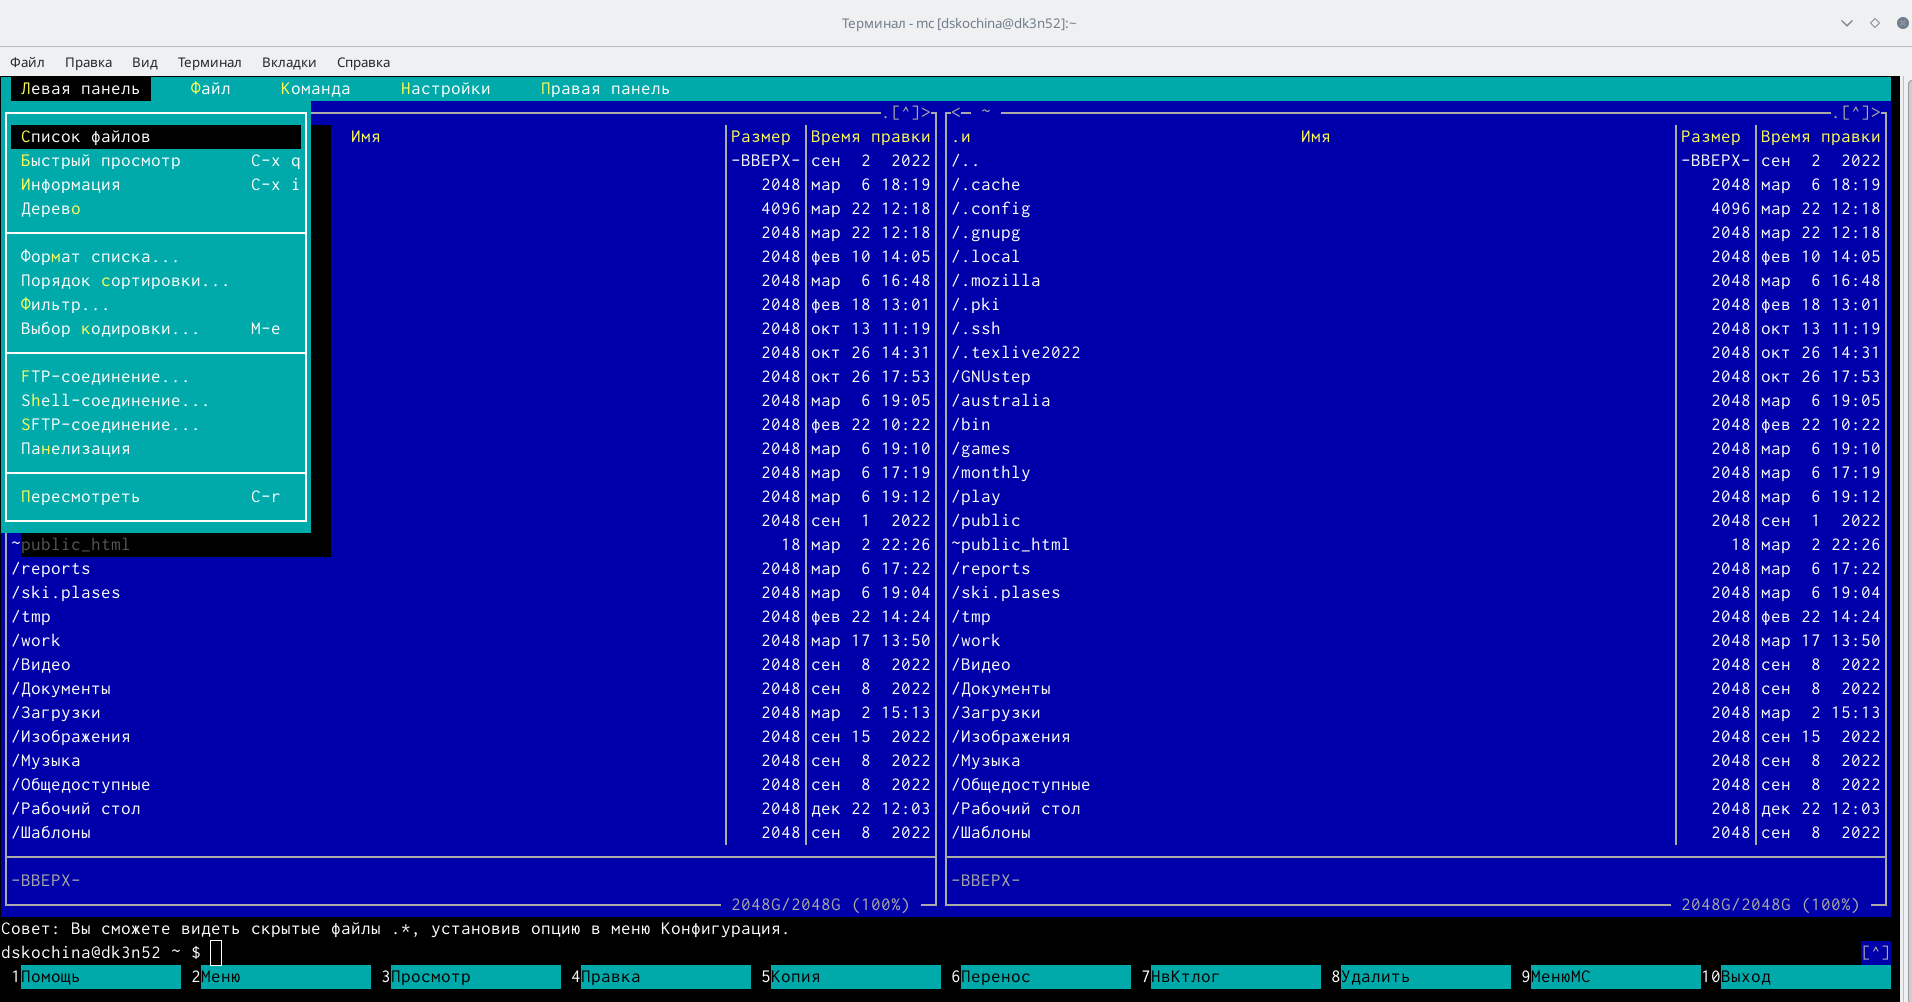 Терминал - mc [dskochina@dk3n52]:~
Файл Правка Вид Терминал Вкладки Справка
Левая панель Файл Команда Настройки Правая панель
.[^]> <- ~ .[^]>
Список файлов Имя Размер Время правки .и Имя Размер Время правки
Быстрый просмотр C-x q -ВВЕРХ- сен 2 2022 /.. -ВВЕРХ- сен 2 2022
Информация C-x i 2048 мар 6 18:19 /.cache 2048 мар 6 18:19
Дерево 4096 мар 22 12:18 /.config 4096 мар 22 12:18
2048 мар 22 12:18 /.gnupg 2048 мар 22 12:18
Формат списка... 2048 фев 10 14:05 /.local 2048 фев 10 14:05
Порядок сортировки... 2048 мар 6 16:48 /.mozilla 2048 мар 6 16:48
Фильтр... 2048 фев 18 13:01 /.pki 2048 фев 18 13:01
Выбор кодировки... M-e 2048 окт 13 11:19 /.ssh 2048 окт 13 11:19
2048 окт 26 14:31 /.texlive2022 2048 окт 26 14:31
FTP-соединение... 2048 окт 26 17:53 /GNUstep 2048 окт 26 17:53
Shell-соединение... 2048 мар 6 19:05 /australia 2048 мар 6 19:05
SFTP-соединение... 2048 фев 22 10:22 /bin 2048 фев 22 10:22
Панелизация 2048 мар 6 19:10 /games 2048 мар 6 19:10
2048 мар 6 17:19 /monthly 2048 мар 6 17:19
Пересмотреть C-r 2048 мар 6 19:12 /play 2048 мар 6 19:12
2048 сен 1 2022 /public 2048 сен 1 2022
~public_html 18 мар 2 22:26 ~public_html 18 мар 2 22:26
/reports 2048 мар 6 17:22 /reports 2048 мар 6 17:22
/ski.plases 2048 мар 6 19:04 /ski.plases 2048 мар 6 19:04
/tmp 2048 фев 22 14:24 /tmp 2048 фев 22 14:24
/work 2048 мар 17 13:50 /work 2048 мар 17 13:50
/Видео 2048 сен 8 2022 /Видео 2048 сен 8 2022
/Документы 2048 сен 8 2022 /Документы 2048 сен 8 2022
/Загрузки 2048 мар 2 15:13 /Загрузки 2048 мар 2 15:13
/Изображения 2048 сен 15 2022 /Изображения 2048 сен 15 2022
/Музыка 2048 сен 8 2022 /Музыка 2048 сен 8 2022
/Общедоступные 2048 сен 8 2022 /Общедоступные 2048 сен 8 2022
/Рабочий стол 2048 дек 22 12:03 /Рабочий стол 2048 дек 22 12:03
/Шаблоны 2048 сен 8 2022 /Шаблоны 2048 сен 8 2022
-ВВЕРХ- -ВВЕРХ-
2048G/2048G (100%) 2048G/2048G (100%)
Совет: Вы сможете видеть скрытые файлы .*, установив опцию в меню Конфигурация.
dskochina@dk3n52 ~ $ [^]
1Помощь 2Меню 3Просмотр 4Правка 5Копия 6Перенос 7НвКтлог 8Удалить 9МенюMC 10Выход